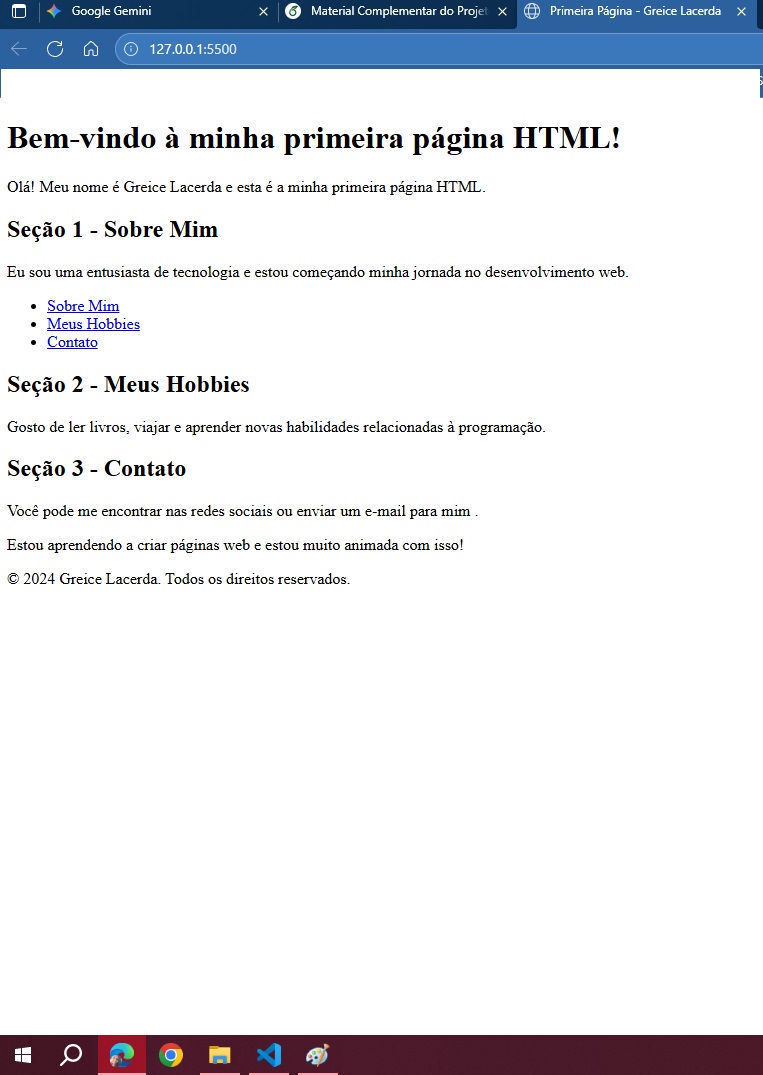 Google Gemini
Material Complementar do Projet
Primeira Página - Greice Lacerda
127.0.0.1:5500
Bem-vindo à minha primeira página HTML!
Olá! Meu nome é Greice Lacerda e esta é a minha primeira página HTML.
Seção 1 - Sobre Mim
Eu sou uma entusiasta de tecnologia e estou começando minha jornada no desenvolvimento web.
Sobre Mim
Meus Hobbies
Contato
Seção 2 - Meus Hobbies
Gosto de ler livros, viajar e aprender novas habilidades relacionadas à programação.
Seção 3 - Contato
Você pode me encontrar nas redes sociais ou enviar um e-mail para mim .
Estou aprendendo a criar páginas web e estou muito animada com isso!
© 2024 Greice Lacerda. Todos os direitos reservados.